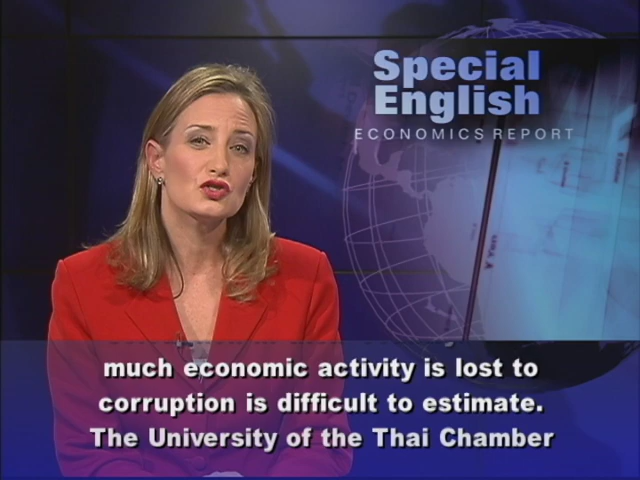 Special
English
ECONOMICS REPORT
much economic activity is lost to
corruption is difficult to estimate.
The University of the Thai Chamber